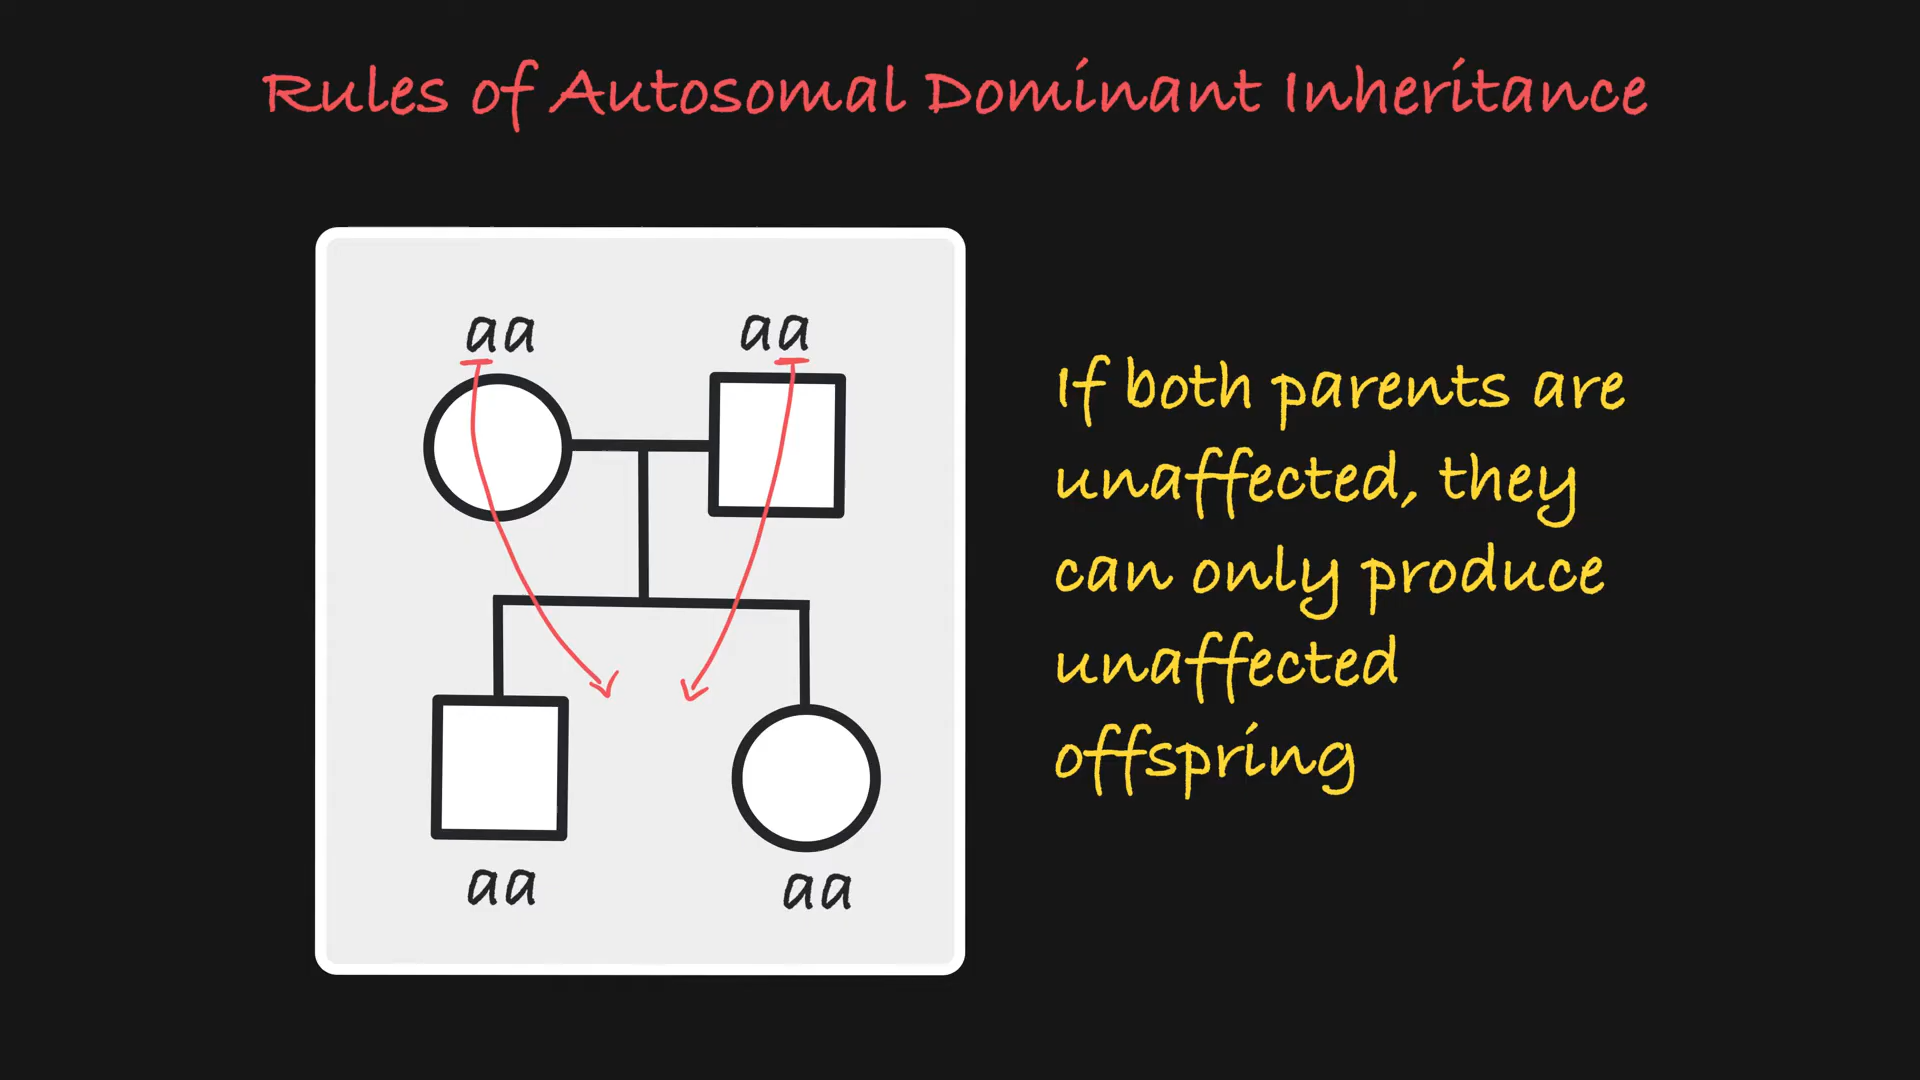 Rules of Autosomal Dominant Inheritance
aa aa
If both parents are
unaffected, they
can only produce
unaffected
offspring
aa aa